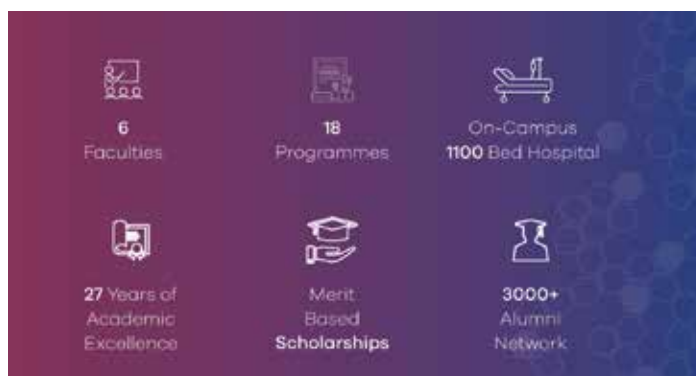 6
Faculties
18
Programmes
On-Campus
1100 Bed Hospital
27 Years of
Academic
Excellence
Merit
Based
Scholarships
3000+
Alumni
Network